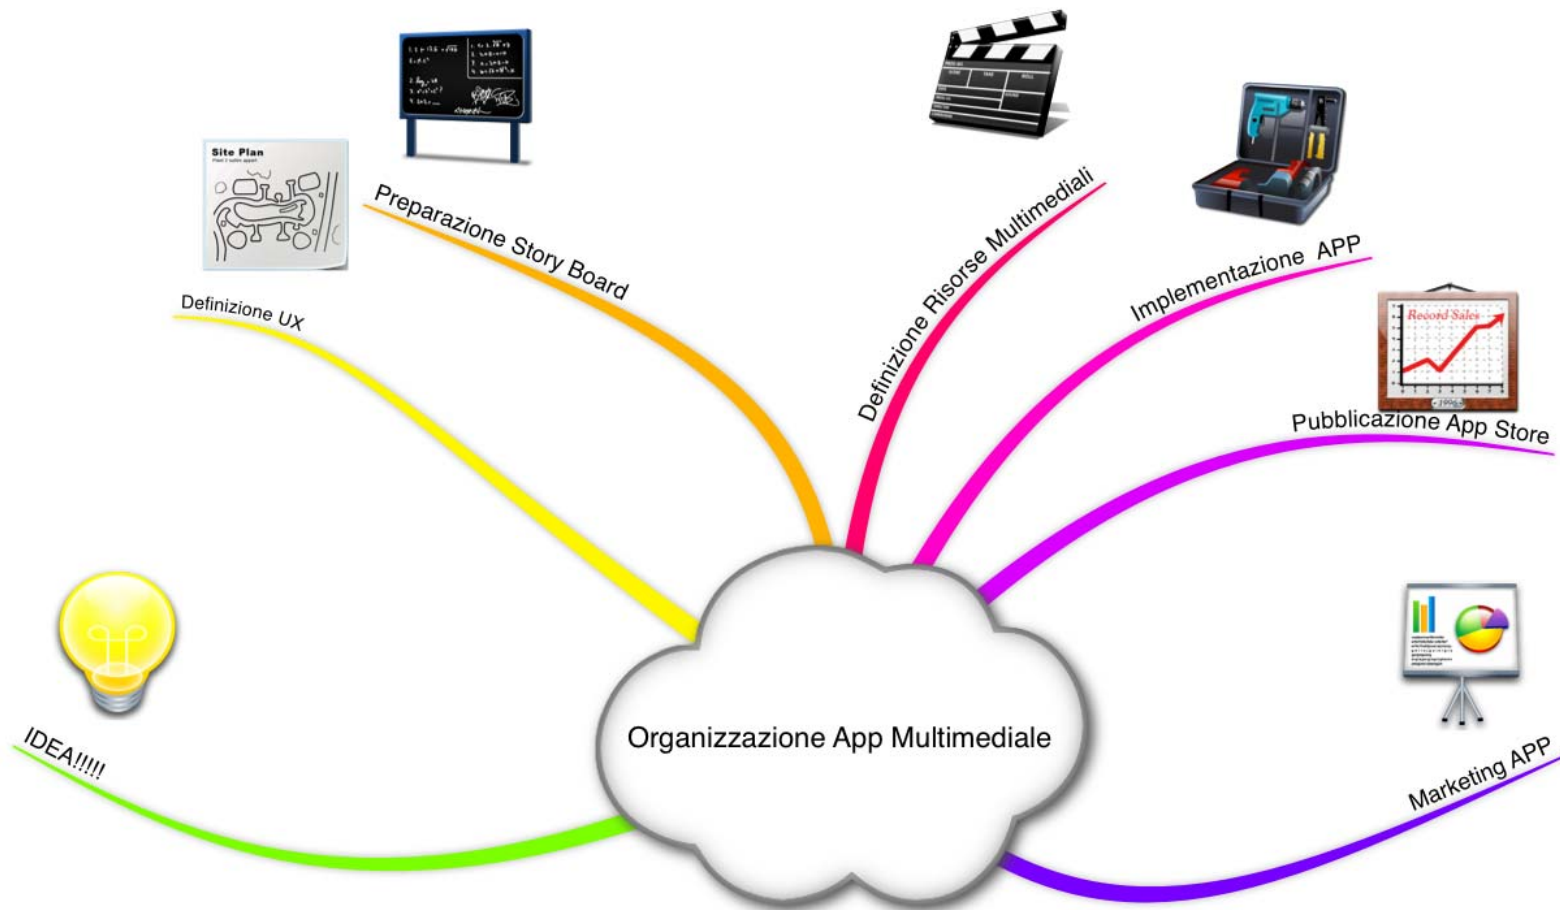 IDEA!!!!!
Definizione UX
Site Plan
Preparazione Story Board
Definizione Risorse Multimediali
Implementazione APP
Record Sales
1996
Pubblicazione App Store
Marketing APP
Organizzazione App Multimediale